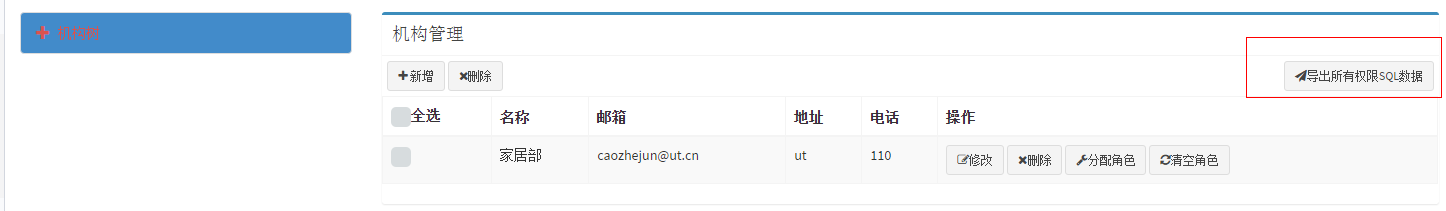 机构管理
新增 删除 导出所有权限SQL数据
全选 名称 邮箱 地址 电话 操作
家居部 caozhejun@ut.cn ut 110 修改 删除 分配角色 清空角色